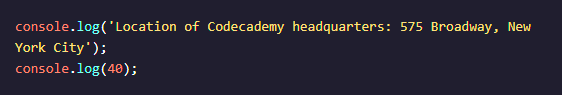 console.log('Location of Codecademy headquarters: 575 Broadway, New
York City');
console.log(40);